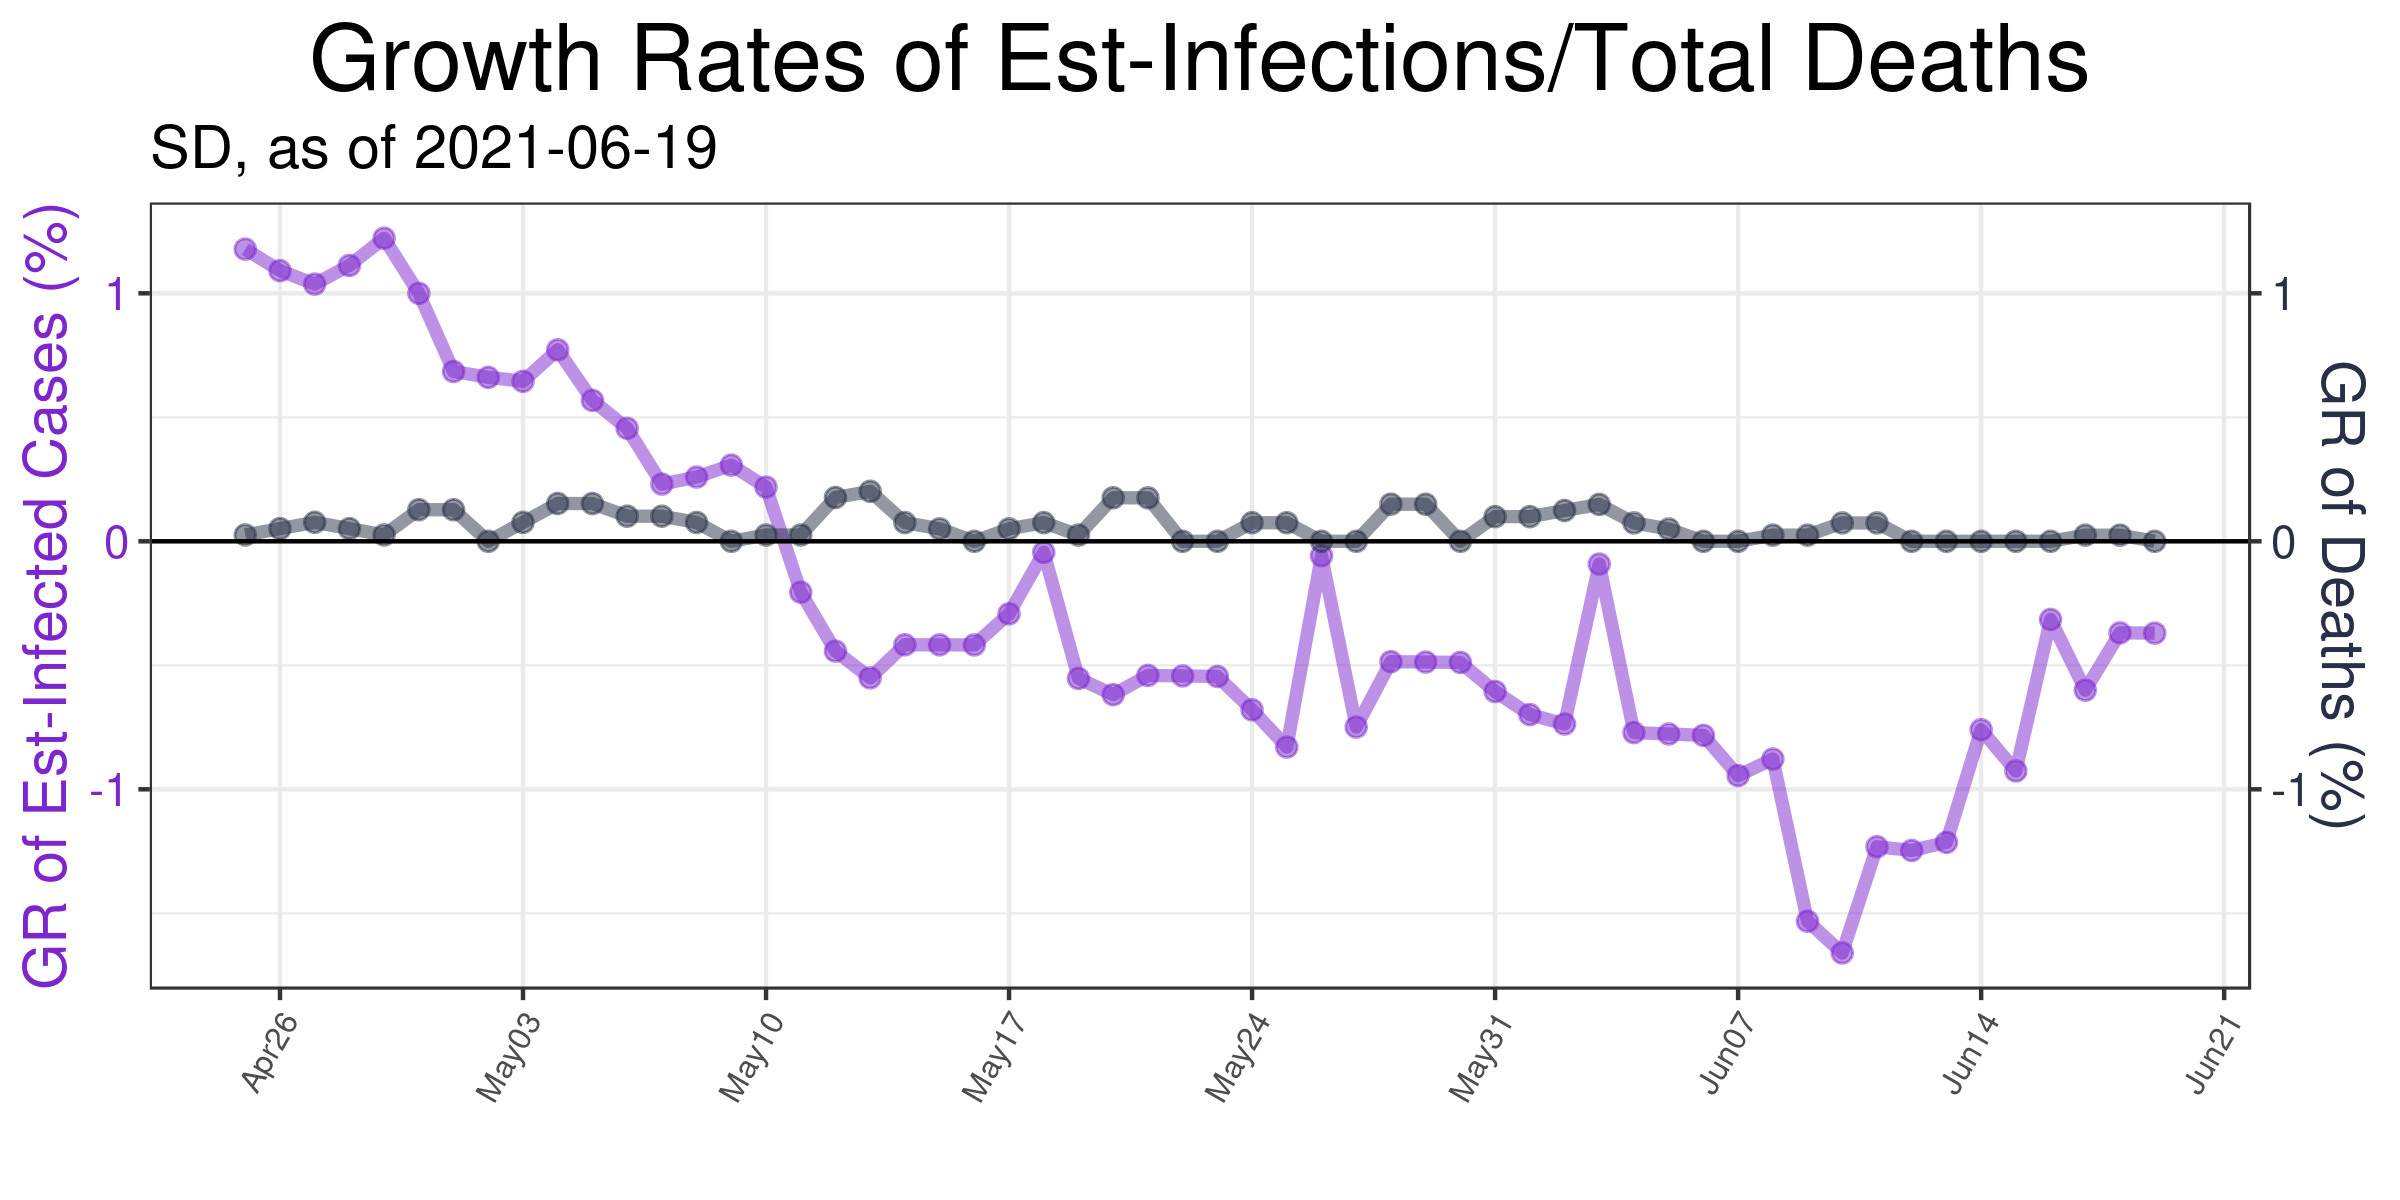 Growth Rates of Est-Infections/Total Deaths
SD, as of 2021-06-19
GR of Est-Infected Cases (%)
1
0
-1
1
0
-1
GR of Deaths (%)
Apr26
May03
May10
May17
May24
May31
Jun07
Jun14
Jun21